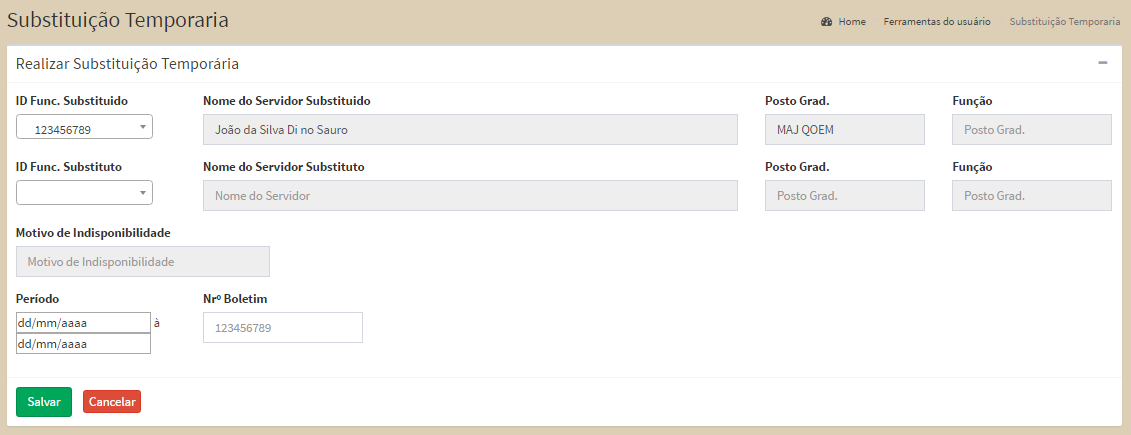 Substituição Temporaria
Home Ferramentas do usuário Substituição Temporaria
Realizar Substituição Temporária
ID Func. Substituido Nome do Servidor Substituido Posto Grad. Função
123456789 João da Silva Di no Sauro MAJ QOEM Posto Grad.
ID Func. Substituto Nome do Servidor Substituto Posto Grad. Função
Nome do Servidor Posto Grad. Posto Grad.
Motivo de Indisponibilidade
Motivo de Indisponibilidade
Período Nrº Boletim
dd/mm/aaaa à 123456789
dd/mm/aaaa
Salvar Cancelar